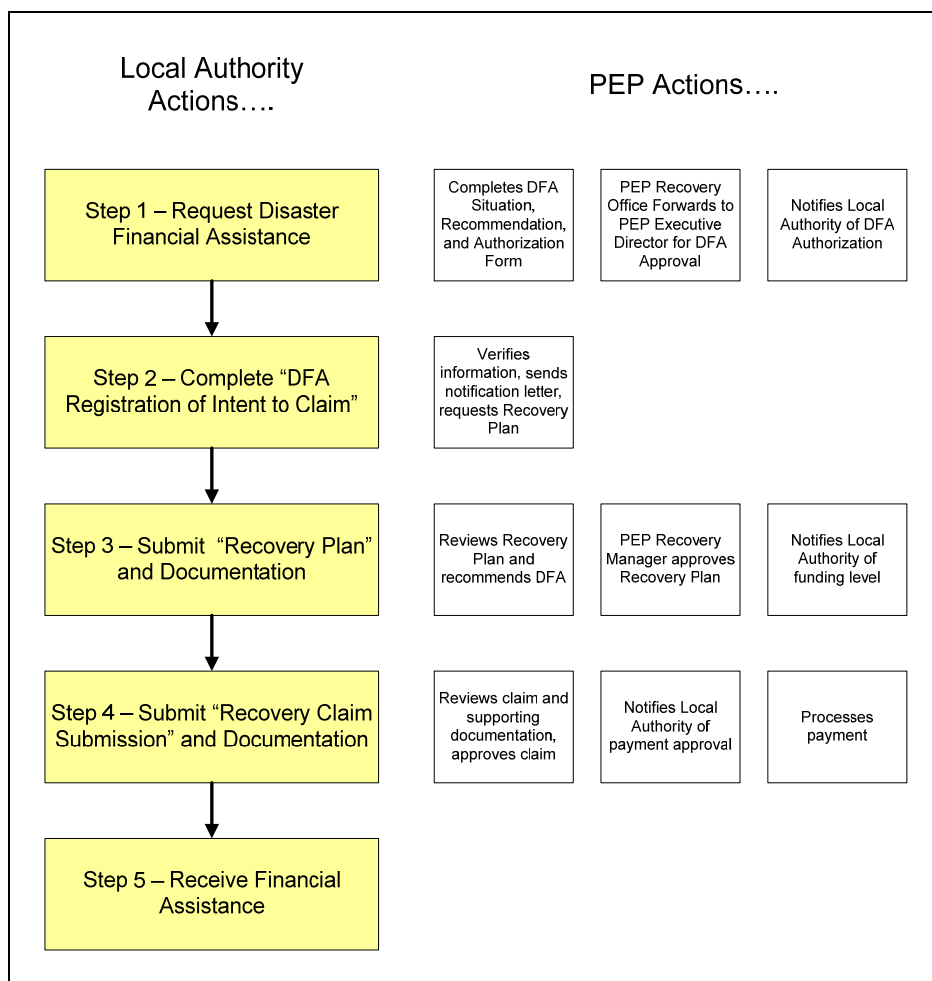 Local Authority
Actions….
PEP Actions….
Step 1 – Request Disaster
Financial Assistance
Completes DFA
Situation,
Recommendation,
and Authorization
Form
PEP Recovery
Office Forwards to
PEP Executive
Director for DFA
Approval
Notifies Local
Authority of DFA
Authorization
Step 2 – Complete “DFA
Registration of Intent to Claim”
Verifies
information, sends
notification letter,
requests Recovery
Plan
Step 3 – Submit “Recovery Plan”
and Documentation
Reviews Recovery
Plan and
recommends DFA
PEP Recovery
Manager approves
Recovery Plan
Notifies Local
Authority of
funding level
Step 4 – Submit “Recovery Claim
Submission” and Documentation
Reviews claim and
supporting
documentation,
approves claim
Notifies Local
Authority of
payment approval
Processes
payment
Step 5 – Receive Financial
Assistance